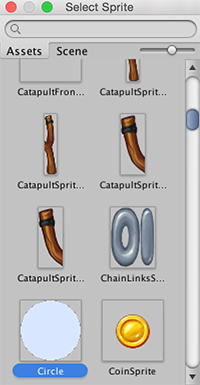 Select Sprite
Assets Scene
CatapultFron... CatapultSprit...
CatapultSprit... CatapultSprit...
CatapultSprit... ChainLinksS...
Circle CoinSprite